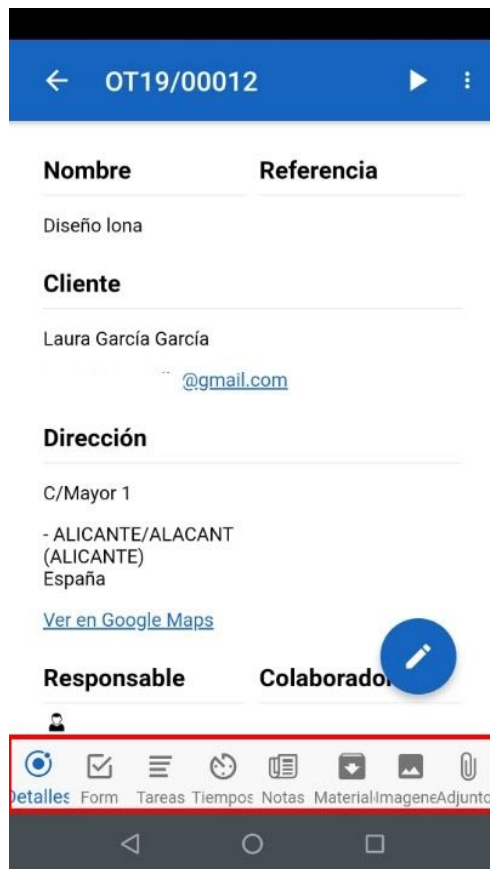 OT19/00012
Nombre Referencia
Diseño lona
Cliente
Laura García García
@gmail.com
Dirección
C/Mayor 1
- ALICANTE/ALACANT
(ALICANTE)
España
Ver en Google Maps
Responsable Colaborado
Detalles Form Tareas Tiempos Notas Material Imagene Adjunto